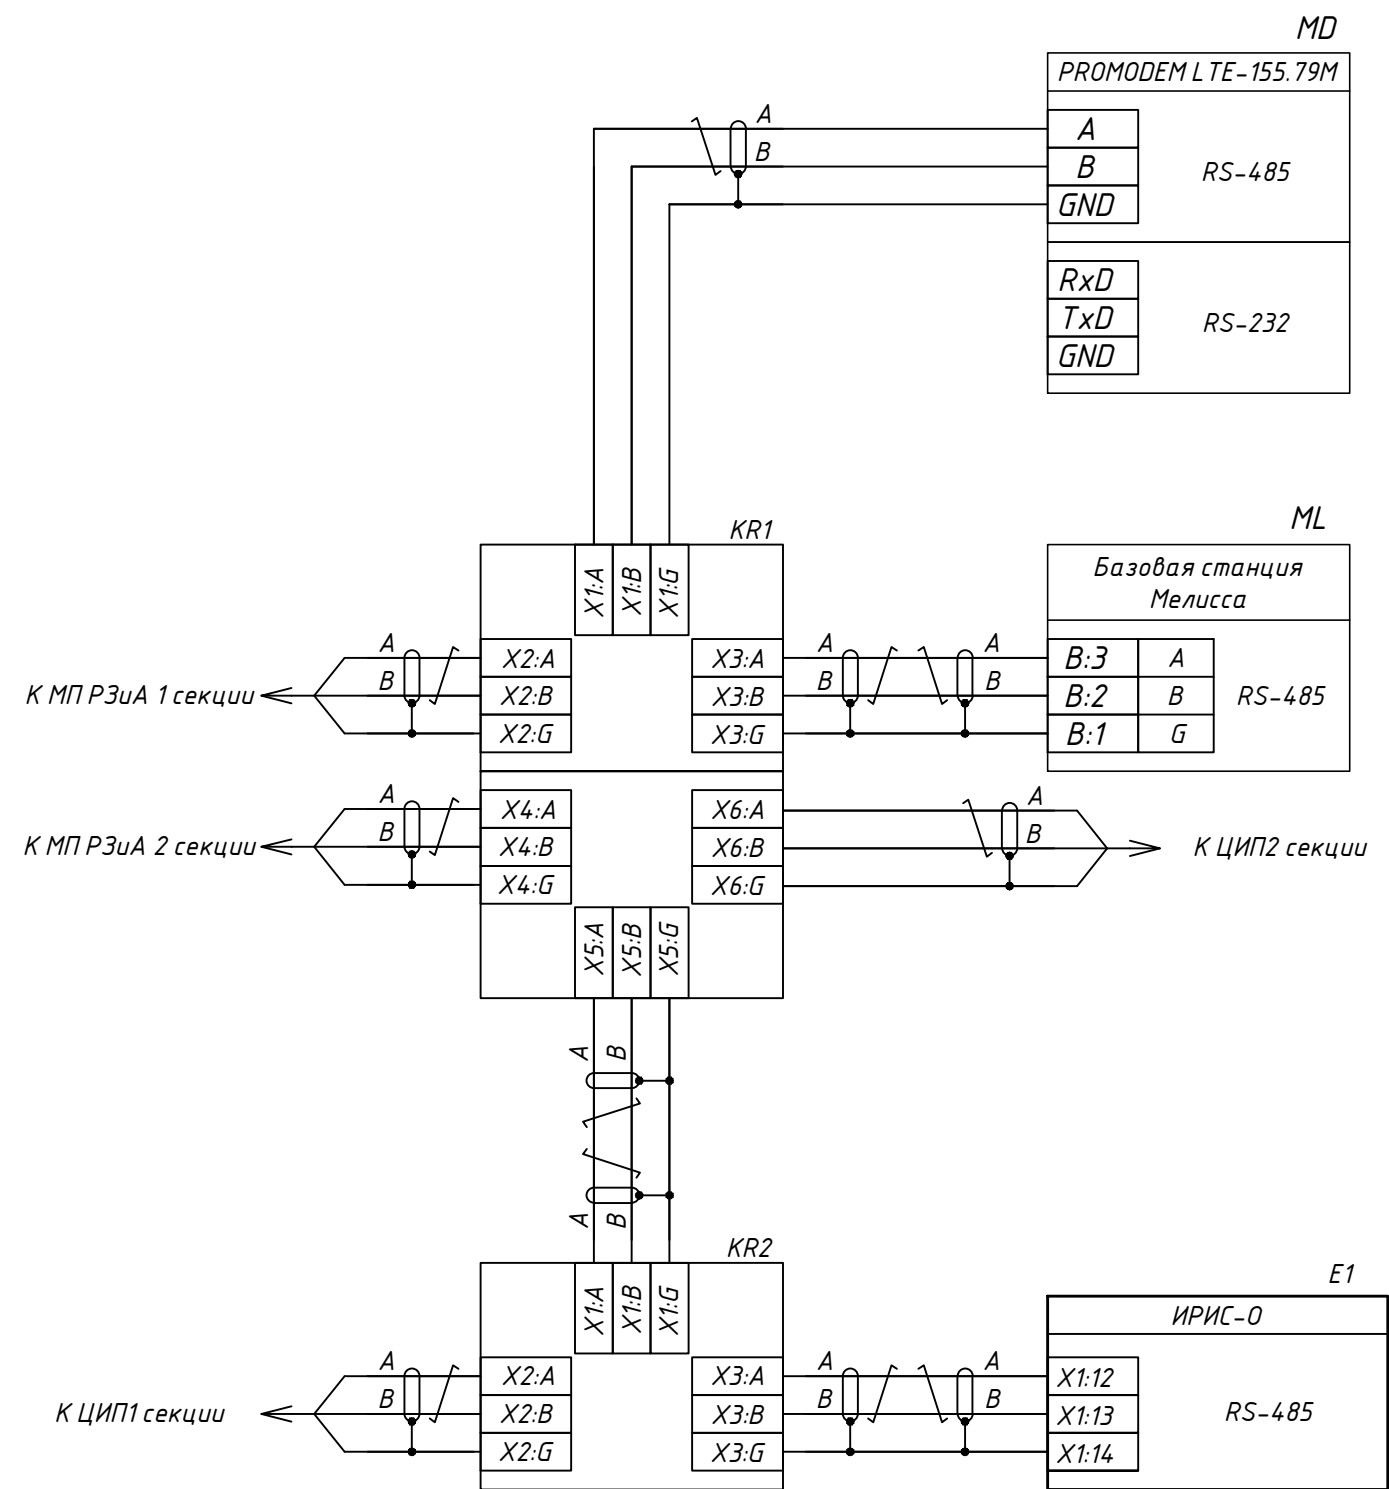 MD
PROMODEM LTE-155.79M
A
A
B
B
RS-485
GND
RxD
TxD
RS-232
GND
KR1
ML
X1:A
X1:B
X1:G
Базовая станция
Мелисса
A
X2:A
X3:A
A
A
B:3
A
К МП РЗиА 1 секции
B
X2:B
X3:B
B
B
B:2
B
RS-485
X2:G
X3:G
B:1
G
A
X4:A
X6:A
A
К МП РЗиА 2 секции
B
X4:B
X6:B
B
К ЦИП2 секции
X4:G
X6:G
X5:A
X5:B
X5:G
A
B
A
B
KR2
E1
X1:A
X1:B
X1:G
ИРИС-О
A
X2:A
X3:A
A
A
X1:12
К ЦИП1 секции
B
X2:B
X3:B
B
B
X1:13
RS-485
X2:G
X3:G
X1:14